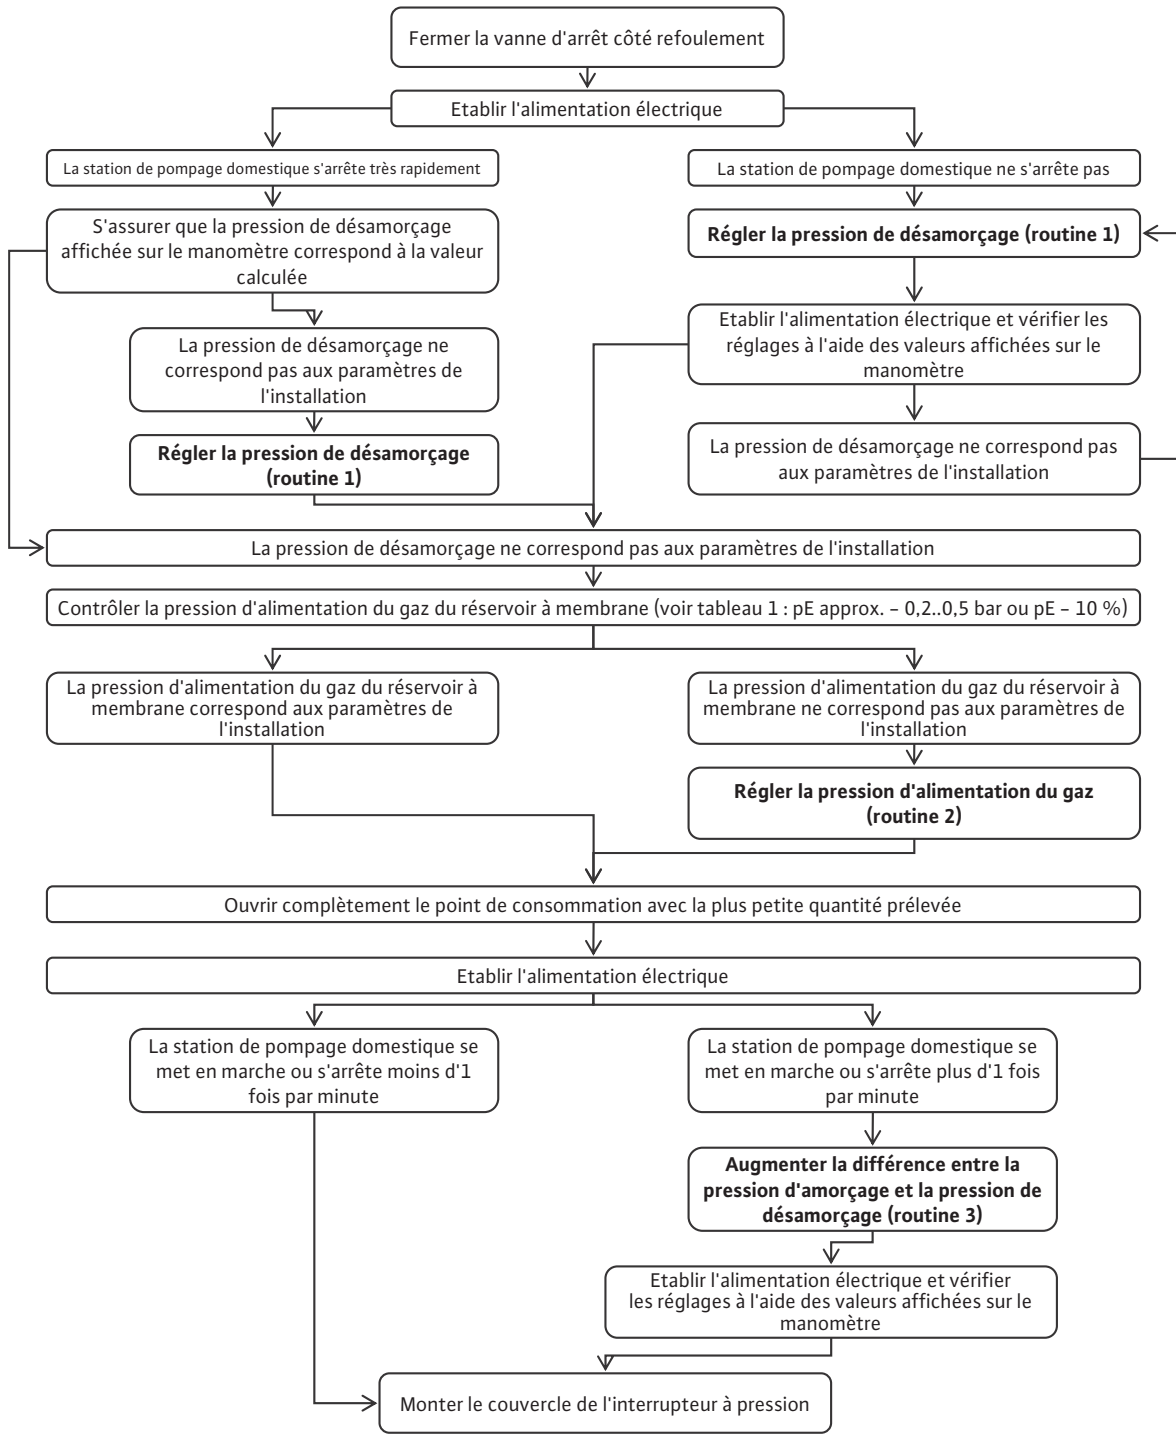 Fermer la vanne d'arrêt côté refoulement
Etablir l'alimentation électrique
La station de pompage domestique s'arrête très rapidement
La station de pompage domestique ne s'arrête pas
S'assurer que la pression de désamorçage
affichée sur le manomètre correspond à la valeur
calculée
Régler la pression de désamorçage (routine 1)
La pression de désamorçage ne
correspond pas aux paramètres de
l'installation
Etablir l'alimentation électrique et vérifier les
réglages à l'aide des valeurs affichées sur le
manomètre
Régler la pression de désamorçage
(routine 1)
La pression de désamorçage ne correspond pas
aux paramètres de l'installation
La pression de désamorçage ne correspond pas aux paramètres de l'installation
Contrôler la pression d'alimentation du gaz du réservoir à membrane (voir tableau 1 : pE approx. – 0,2..0,5 bar ou pE – 10 %)
La pression d'alimentation du gaz du réservoir à
membrane correspond aux paramètres de
l'installation
La pression d'alimentation du gaz du réservoir à
membrane ne correspond pas aux paramètres de
l'installation
Régler la pression d'alimentation du gaz
(routine 2)
Ouvrir complètement le point de consommation avec la plus petite quantité prélevée
Etablir l'alimentation électrique
La station de pompage domestique se
met en marche ou s'arrête moins d'1
fois par minute
La station de pompage domestique se
met en marche ou s'arrête plus d'1 fois
par minute
Augmenter la différence entre la
pression d'amorçage et la pression de
désamorçage (routine 3)
Etablir l'alimentation électrique et vérifier
les réglages à l'aide des valeurs affichées sur le
manomètre
Monter le couvercle de l'interrupteur à pression